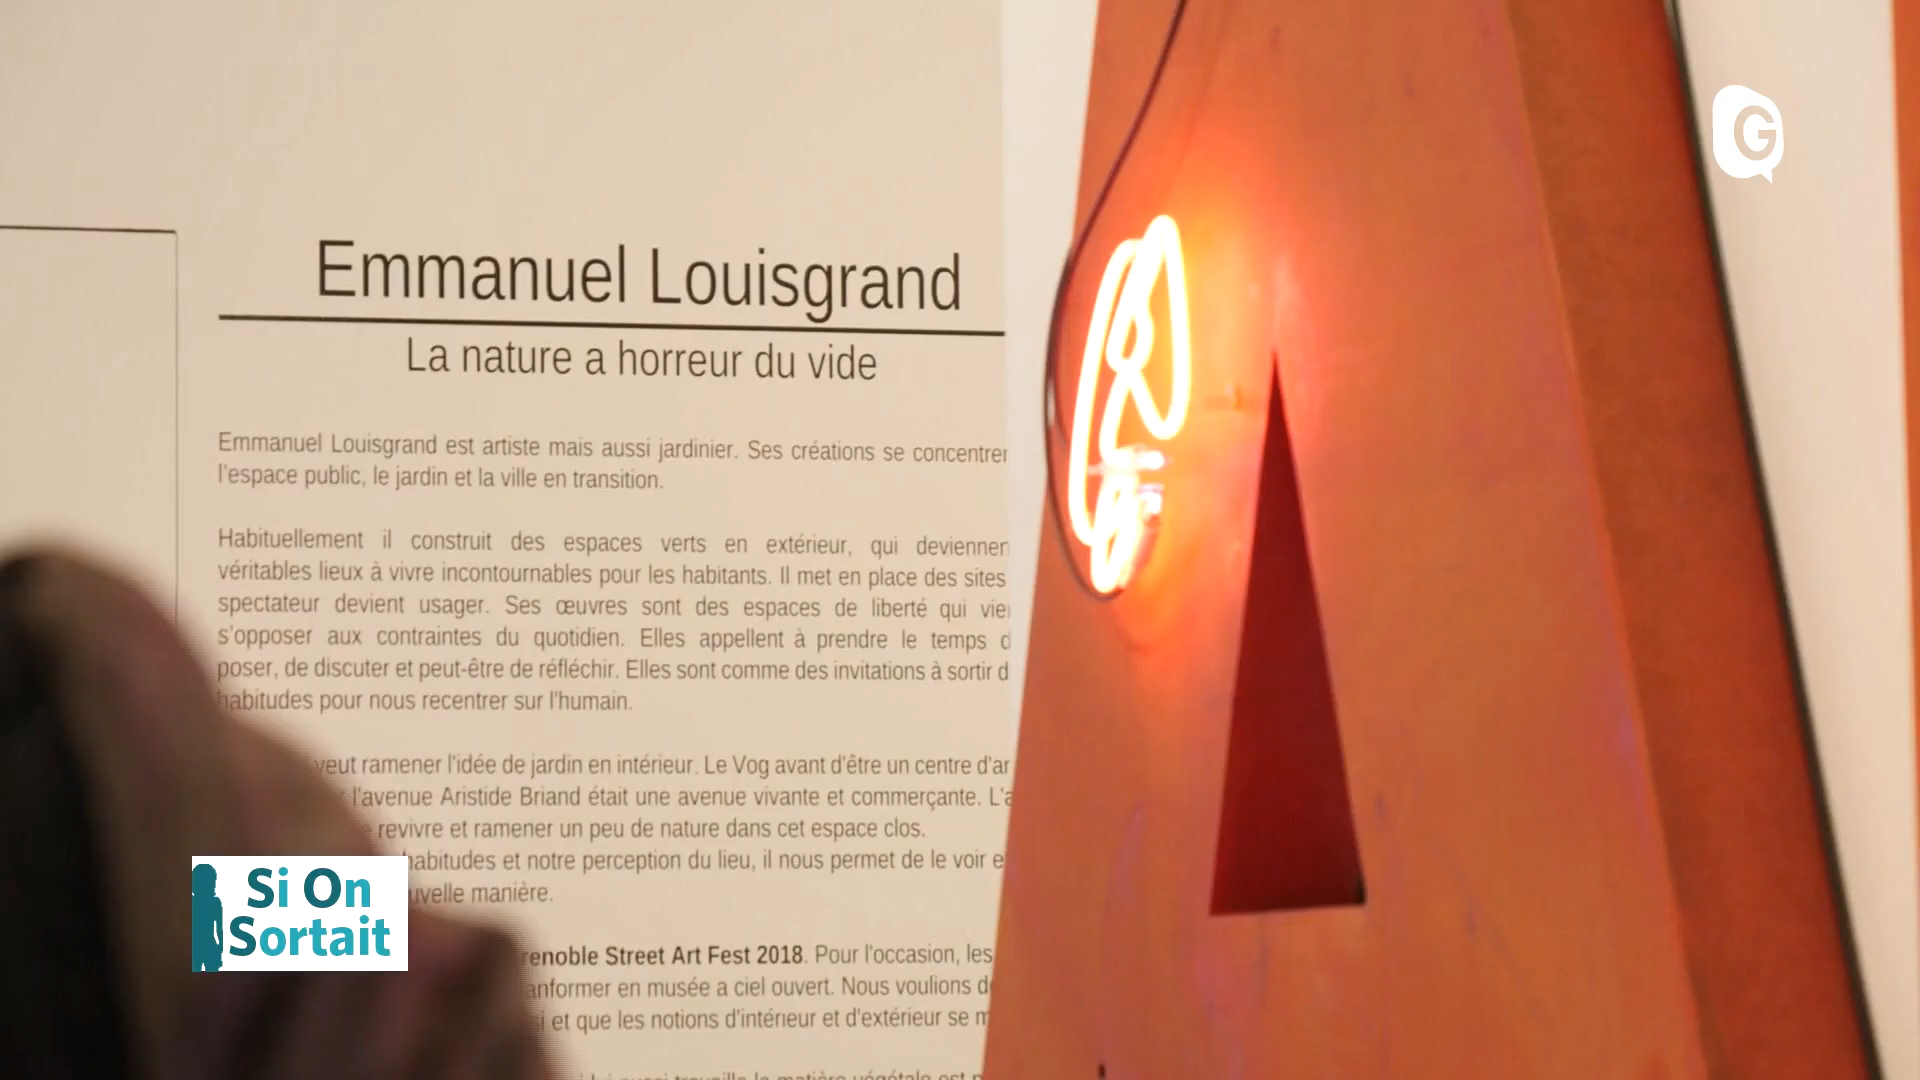 G
Emmanuel Louisgrand
La nature a horreur du vide
Emmanuel Louisgrand est artiste mais aussi jardinier. Ses créations se
l'espace public, le jardin et la ville en transition.
Habituellement il construit des espaces verts en extérieur, qui
véritables lieux à vivre incontournables pour les habitants. Il met en place des sites
spectateur devient usager. Ses œuvres sont des espaces de liberté qui
s'opposer aux contraintes du quotidien. Elles appellent à prendre le temps
poser, de discuter et peut-être de réfléchir. Elles sont comme des invitations à sortir
habitudes pour nous recentrer sur l'humain.
veut ramener l'idée de jardin en intérieur. Le Vog avant d'être un centre
l'avenue Aristide Briand était une avenue vivante et commerçante.
revivre et ramener un peu de nature dans cet espace clos.
habitudes et notre perception du lieu, il nous permet de le voir
manière.
Street Art Fest 2018. Pour l'occasion, les
en musée a ciel ouvert. Nous voulions
et que les notions d'intérieur et d'extérieur se
A
Si On
Sortait